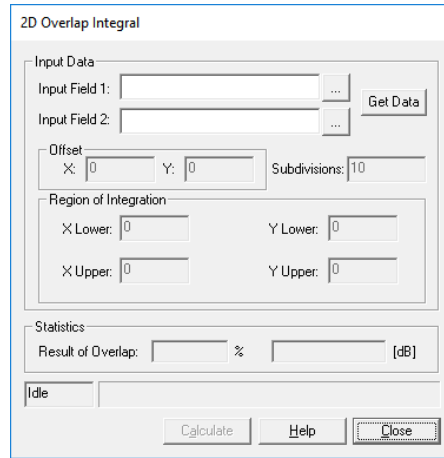 2D Overlap Integral
Input Data
Input Field 1: ...
Get Data
Input Field 2: ...
Offset
X: 0 Y: 0 Subdivisions: 10
Region of Integration
X Lower: 0 Y Lower: 0
X Upper: 0 Y Upper: 0
Statistics
Result of Overlap: % [dB]
Idle
Calculate Help Close